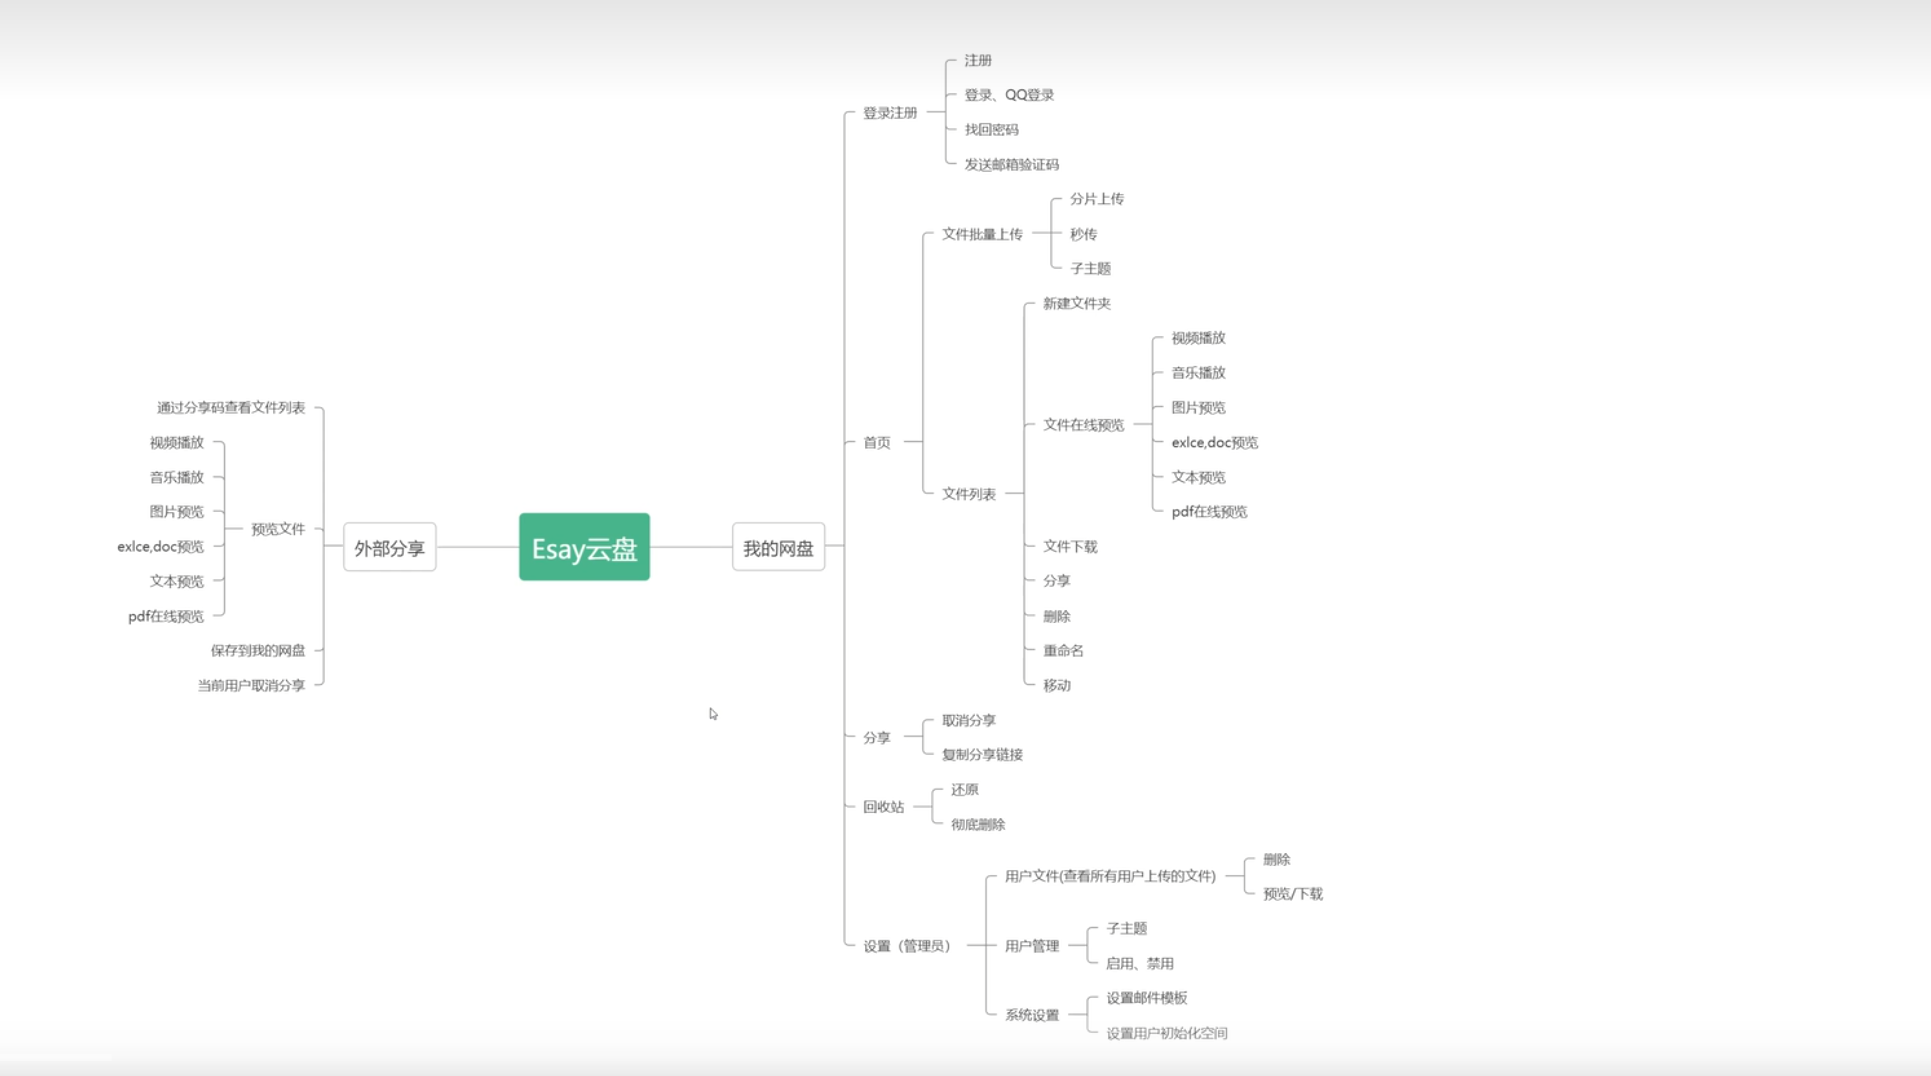 注册
登录、QQ登录
登录注册
找回密码
发送邮箱验证码
分片上传
文件批量上传
秒传
子主题
新建文件夹
视频播放
音乐播放
图片预览
文件在线预览
exlce,doc预览
文本预览
pdf在线预览
首页
文件列表
文件下载
分享
删除
重命名
移动
通过分享码查看文件列表
视频播放
音乐播放
图片预览
预览文件
exlce,doc预览
文本预览
pdf在线预览
保存到我的网盘
当前用户取消分享
外部分享
Esay云盘
我的网盘
取消分享
分享
复制分享链接
还原
回收站
彻底删除
删除
用户文件(查看所有用户上传的文件)
预览/下载
子主题
设置（管理员）
用户管理
启用、禁用
设置邮件模板
系统设置
设置用户初始化空间